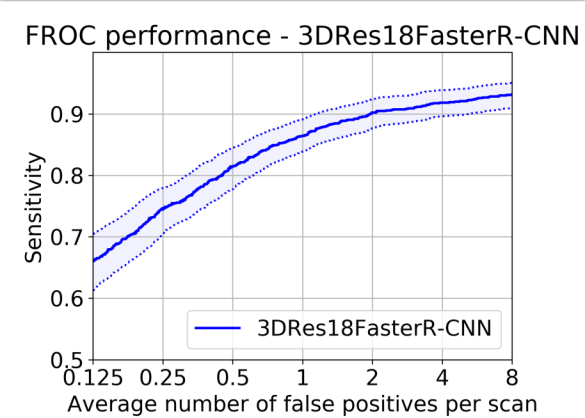 FROC performance - 3DRes18FasterR-CNN
Sensitivity
0.9
0.8
0.7
0.6
0.5
3DRes18FasterR-CNN
0.125 0.25 0.5 1 2 4 8
Average number of false positives per scan